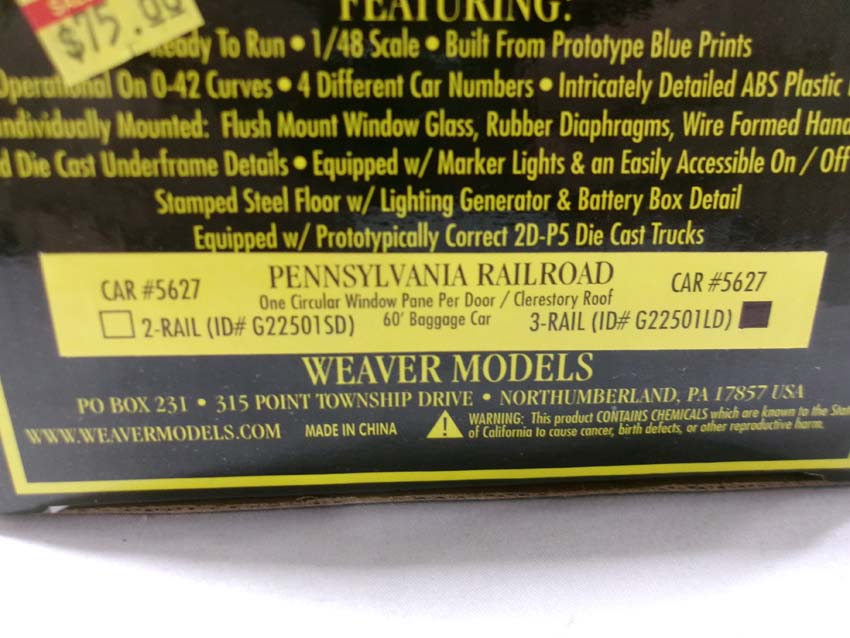 SALE
$75.00
FEATURING:
Ready To Run • 1/48 Scale • Built From Prototype Blue Prints
Operational On 0-42 Curves • 4 Different Car Numbers • Intricately Detailed ABS Plastic
Individually Mounted: Flush Mount Window Glass, Rubber Diaphragms, Wire Formed
Die Cast Underframe Details • Equipped w/ Marker Lights & an Easily Accessible On / Off
Stamped Steel Floor w/ Lighting Generator & Battery Box Detail
Equipped w/ Prototypically Correct 2D-P5 Die Cast Trucks
CAR #5627 PENNSYLVANIA RAILROAD CAR #5627
One Circular Window Pane Per Door / Clerestory Roof
2-RAIL (ID# G22501SD) 60' Baggage Car 3-RAIL (ID# G22501LD)
WEAVER MODELS
PO BOX 231 • 315 POINT TOWNSHIP DRIVE • NORTHUMBERLAND, PA 17857 USA
WWW.WEAVERMODELS.COM MADE IN CHINA WARNING: This product CONTAINS CHEMICALS which are known to the
of California to cause cancer, birth defects, or other reproductive harm.